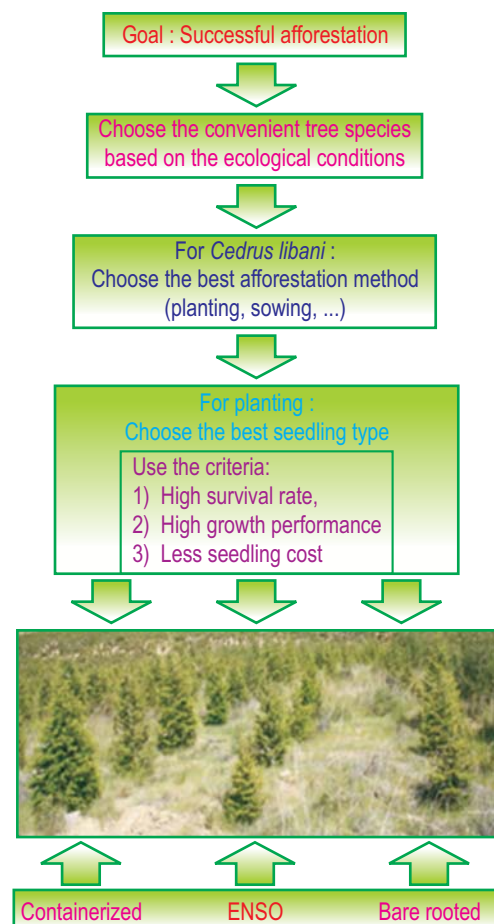 Goal : Successful afforestation
Choose the convenient tree species
based on the ecological conditions
For Cedrus libani :
Choose the best afforestation method
(planting, sowing, ...)
For planting :
Choose the best seedling type
Use the criteria:
1) High survival rate,
2) High growth performance
3) Less seedling cost
Containerized ENSO Bare rooted